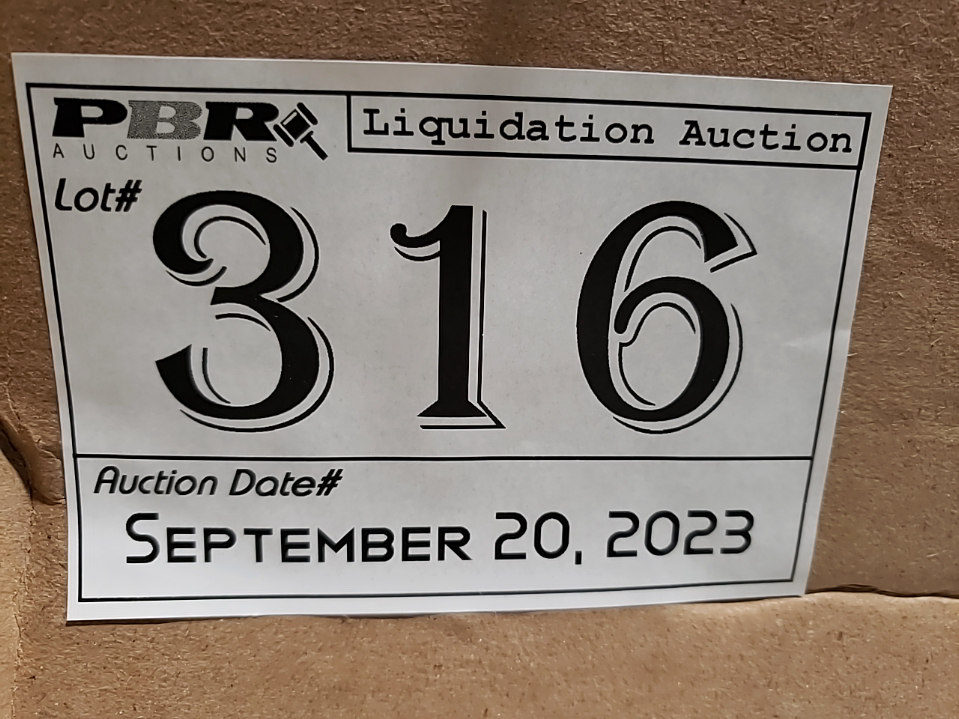 PBR
AUCTIONS
Liquidation Auction
Lot#
316
Auction Date#
SEPTEMBER 20, 2023